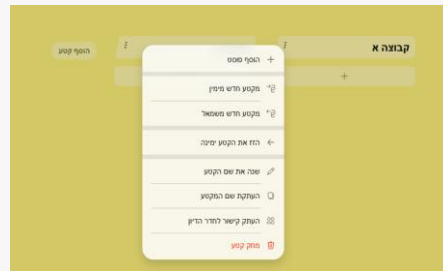 קבוצה א
הוסף קטע
הוסף פוסט
מקטע חדש מימין
מקטע חדש משמאל
הזז את הקטע ימינה
שנה את שם הקטע
העתקת שם המקטע
העתק קישור לחדר הדיון
מחק קטע